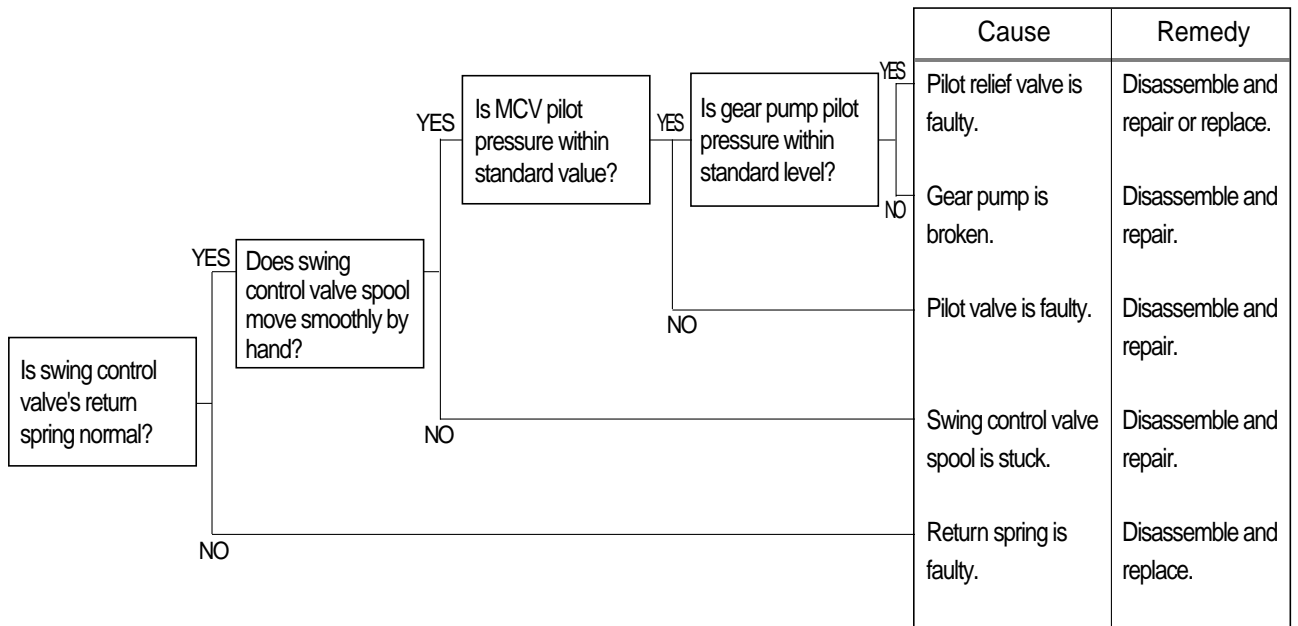 Cause
Remedy
YES
Pilot relief valve is
faulty.
Disassemble and
repair or replace.
YES
Is MCV pilot
pressure within
standard value?
YES
Is gear pump pilot
pressure within
standard level?
NO
Gear pump is
broken.
Disassemble and
repair.
YES
Does swing
control valve spool
move smoothly by
hand?
NO
Pilot valve is faulty.
Disassemble and
repair.
Is swing control
valve's return
spring normal?
NO
Swing control valve
spool is stuck.
Disassemble and
repair.
NO
Return spring is
faulty.
Disassemble and
replace.